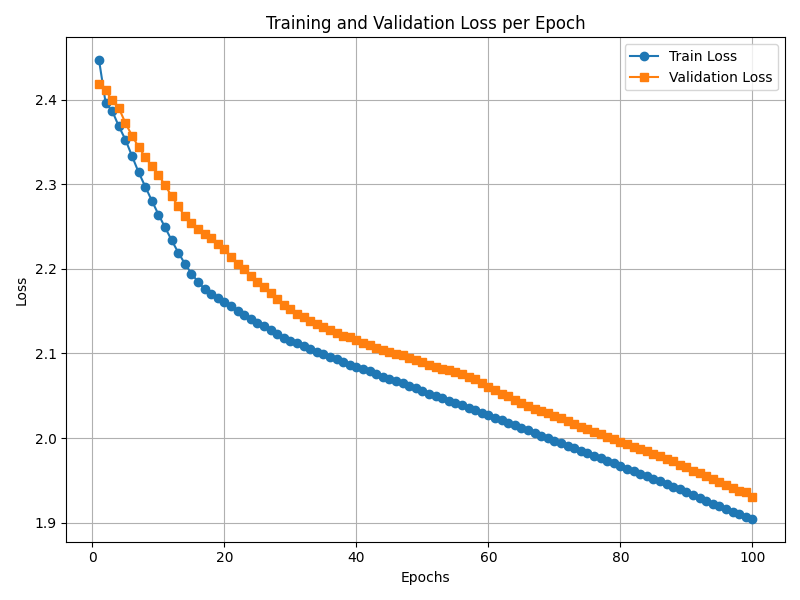 Training and Validation Loss per Epoch
Train Loss
Validation Loss
2.4
2.3
2.2
2.1
2.0
1.9
Loss
0 20 40 60 80 100
Epochs